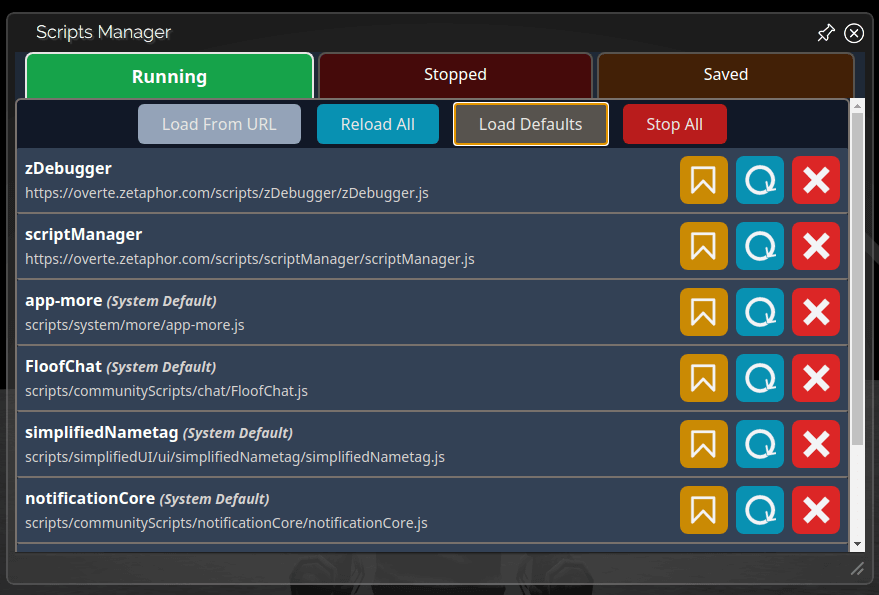 Scripts Manager
Running
Stopped
Saved
Load From URL
Reload All
Load Defaults
Stop All
zDebugger
https://overte.zetaphor.com/scripts/zDebugger/zDebugger.js
scriptManager
https://overte.zetaphor.com/scripts/scriptManager/scriptManager.js
app-more (System Default)
scripts/system/more/app-more.js
FloofChat (System Default)
scripts/communityScripts/chat/FloofChat.js
simplifiedNametag (System Default)
scripts/simplifiedUI/ui/simplifiedNametag/simplifiedNametag.js
notificationCore (System Default)
scripts/communityScripts/notificationCore/notificationCore.js